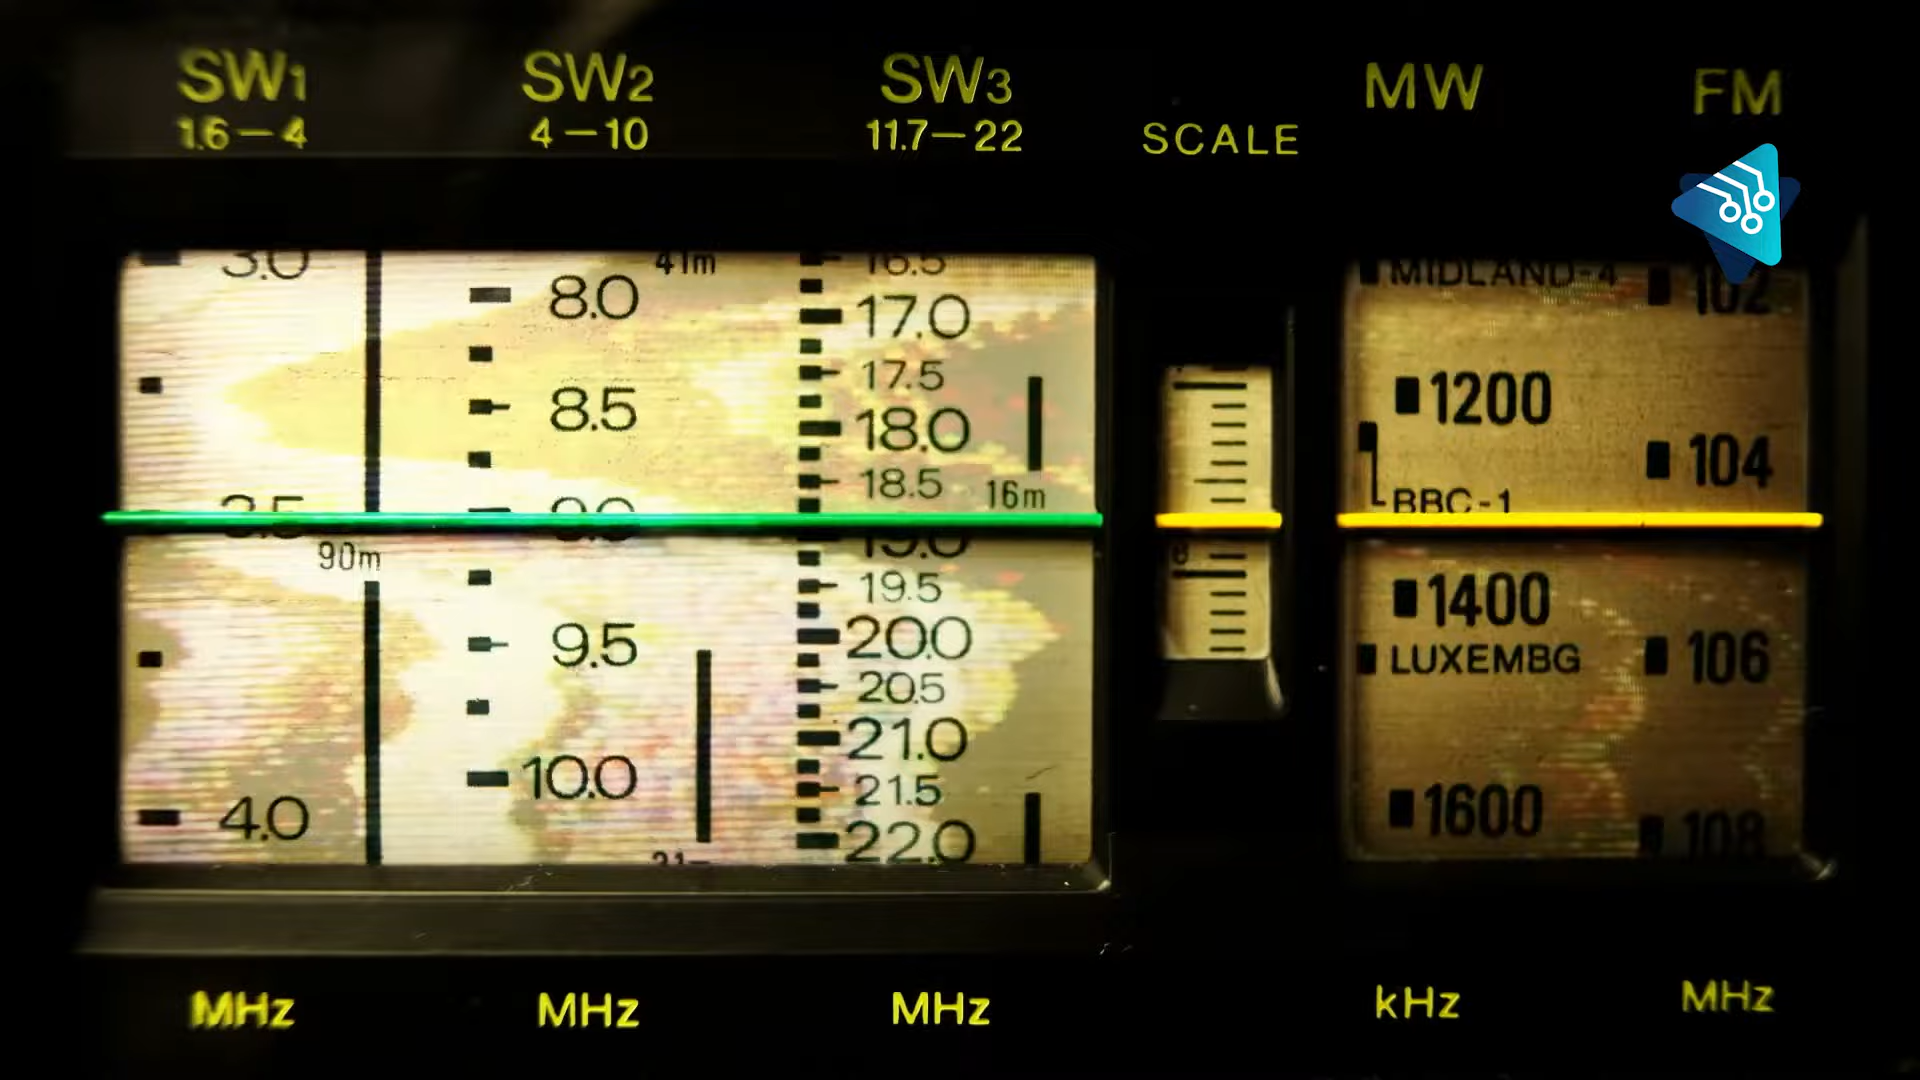 SW1 SW2 SW3 MW FM
1.6–4 4–10 11.7–22 SCALE
3.0 41m 16.5 MIDLAND-4 102
8.0 17.0
17.5 1200
8.5 18.0 104
18.5 16m BBC-1
3.5 9.0 19.0
90m 6
19.5 1400
9.5 20.0 LUXEMBG 106
20.5
21.0
10.0 21.5 1600
4.0 22.0 108
MHz MHz MHz kHz MHz